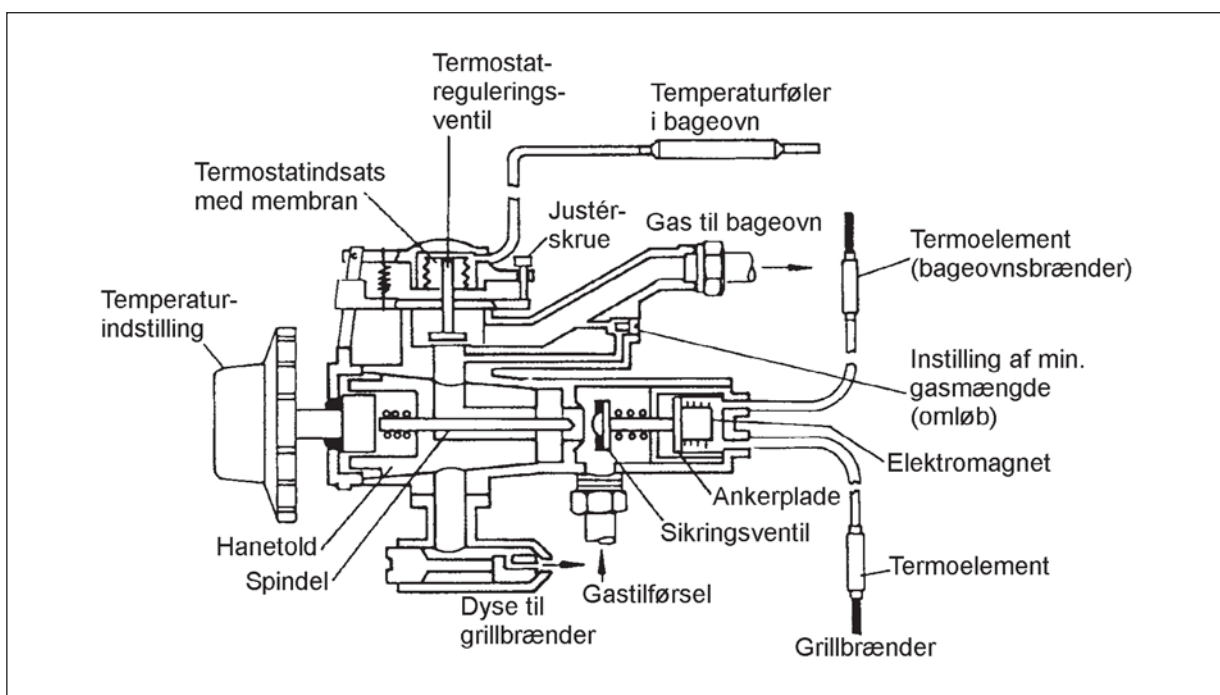 Termostat-
regulerings-
ventil
Temperaturføler
i bageovn
Termostatindsats
med membran
Justér-
skrue
Gas til bageovn
Termoelement
(bageovnsbrænder)
Temperatur-
indstilling
Instilling af min.
gasmængde
(omløb)
Elektromagnet
Ankerplade
Sikringsventil
Hanetold
Spindel
Dyse til
grillbrænder
Gastilførsel
Termoelement
Grillbrænder